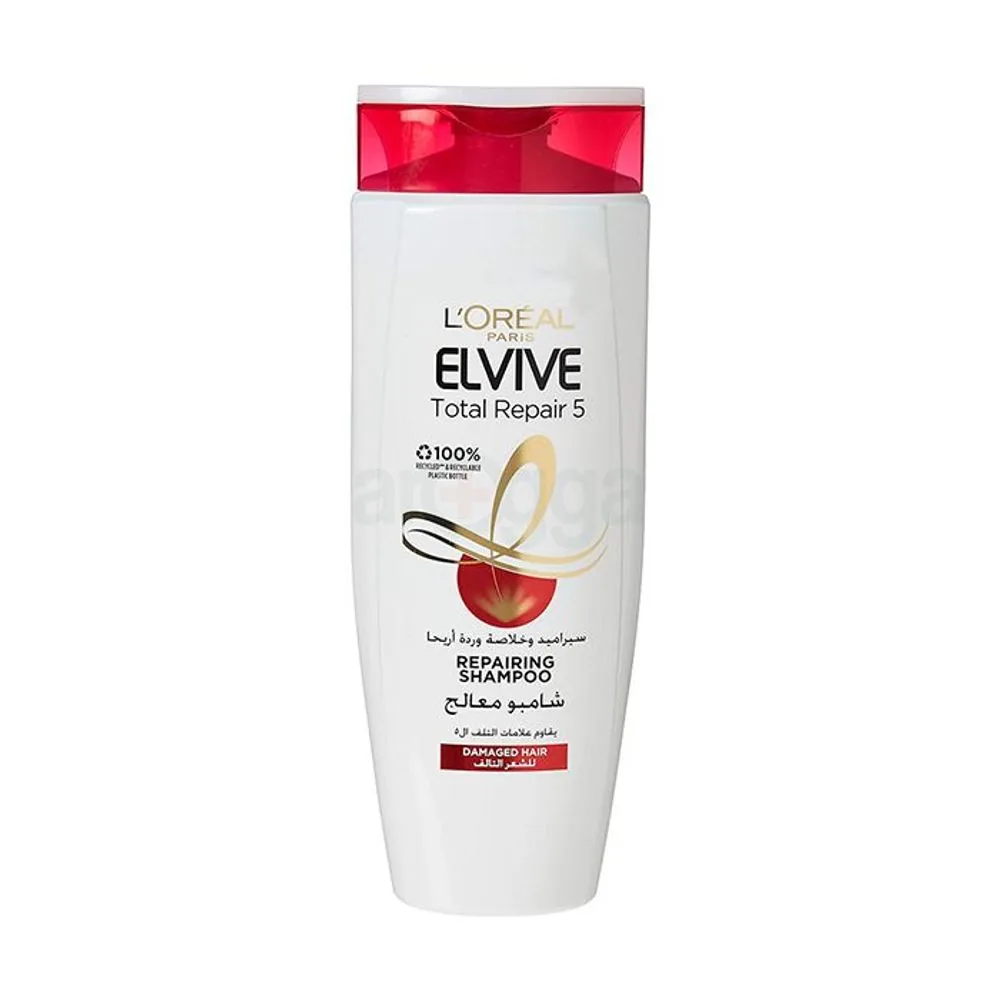 L'ORÉAL
PARIS
ELVIVE
Total Repair 5
100%
RECYCLED & RECYCLABLE
PLASTIC BOTTLE
سيراميد وخلاصة وردة أريحا
REPAIRING
SHAMPOO
شامبو معالج
يقاوم علامات التلف ال٥
DAMAGED HAIR
للشعر التالف